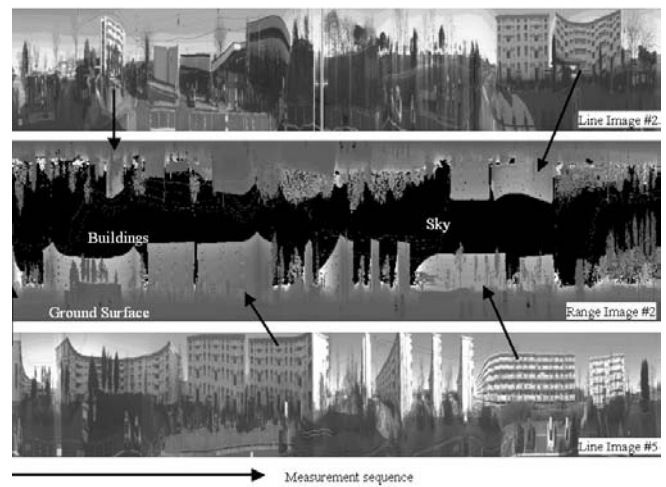 Line Image #2
Buildings
Sky
Ground Surface
Range Image #2
Line Image #5
Measurement sequence